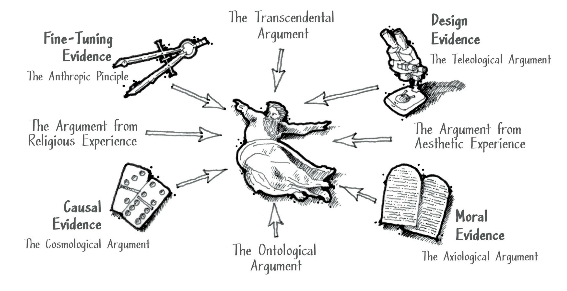 The Transcendental
Argument
Fine-Tuning
Evidence
The Anthropic Pinciple
Design
Evidence
The Teleological Argument
The Argument from
Religious Experience
The Argument from
Aesthetic Experience
Causal
Evidence
The Cosmological Argument
The Ontological
Argument
Moral
Evidence
The Axiological Argument